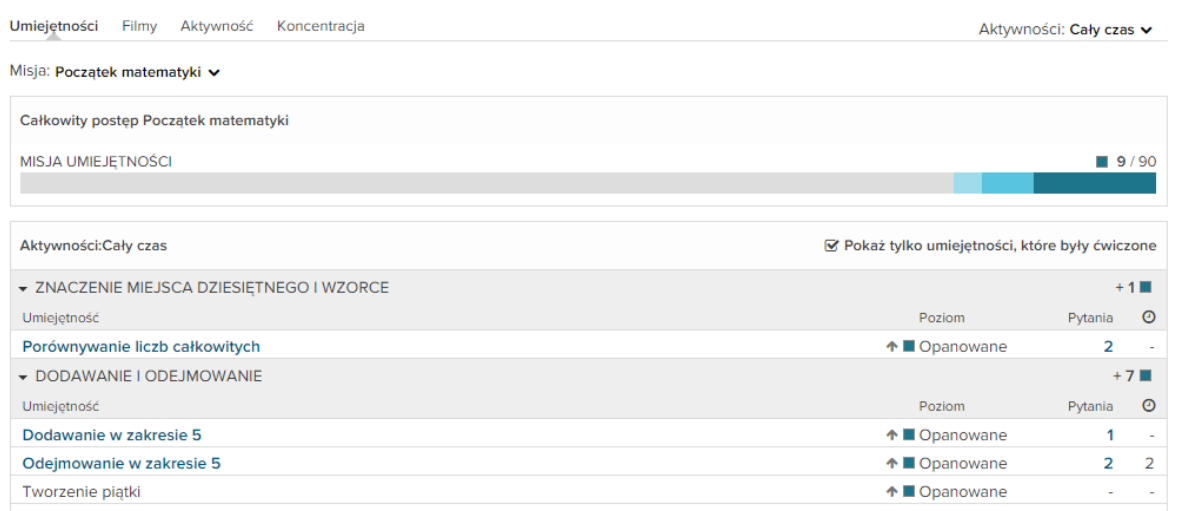 Umiejętności Filmy Aktywność Koncentracja Aktywności: Cały czas
Misja: Początek matematyki
Całkowity postęp Początek matematyki
MISJA UMIEJĘTNOŚCI 9 / 90
Aktywności:Cały czas Pokaż tylko umiejętności, które były ćwiczone
ZNACZENIE MIEJSCA DZIESIĘTNEGO I WZORCE + 1
Umiejętność Poziom Pytania
Porównywanie liczb całkowitych Opanowane 2 -
DODAWANIE I ODEJMOWANIE + 7
Umiejętność Poziom Pytania
Dodawanie w zakresie 5 Opanowane 1 -
Odejmowanie w zakresie 5 Opanowane 2 2
Tworzenie piątki Opanowane - -